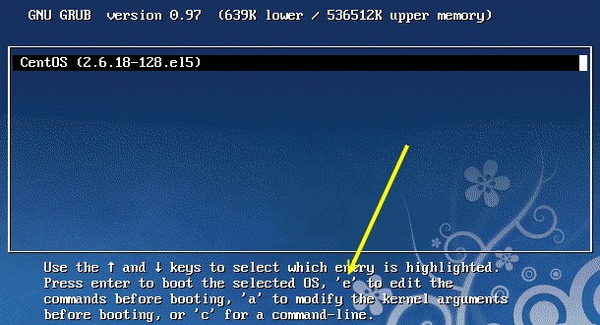 GNU GRUB version 0.97 (639K lower / 536512K upper memory)
CentOS (2.6.18-128.el5)
Use the ↑ and ↓ keys to select which entry is highlighted.
Press enter to boot the selected OS, 'e' to edit the
commands before booting, 'a' to modify the kernel arguments
before booting, or 'c' for a command-line.